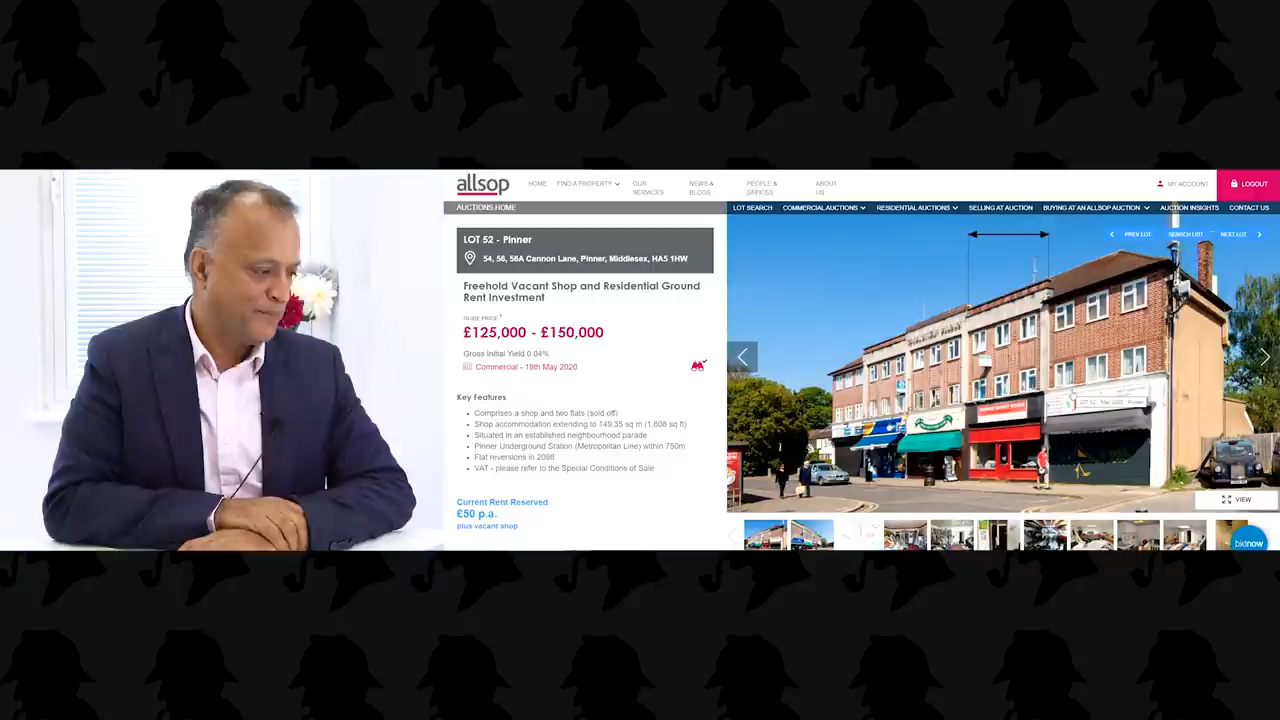 allsop
HOME
FIND A PROPERTY
OUR SERVICES
NEWS & BLOGS
PEOPLE & OFFICES
ABOUT US
MY ACCOUNT
LOGOUT
AUCTIONS HOME
LOT SEARCH
COMMERCIAL AUCTIONS
RESIDENTIAL AUCTIONS
SELLING AT AUCTION
BUYING AT AN ALLSOP AUCTION
AUCTION INSIGHTS
CONTACT US
PREV LOT
SEARCH LIST
NEXT LOT
LOT 52 - Pinner
54, 56, 56A Cannon Lane, Pinner, Middlesex, HA5 1HW
Freehold Vacant Shop and Residential Ground
Rent Investment
GUIDE PRICE
£125,000 - £150,000
Gross Initial Yield 0.04%
Commercial - 19th May 2020
Key Features
Comprises a shop and two flats (sold off)
Shop accommodation extending to 149.35 sq m (1,608 sq ft)
Situated in an established neighbourhood parade
Pinner Underground Station (Metropolitan Line) within 750m
Flat reversions in 2098
VAT - please refer to the Special Conditions of Sale
Current Rent Reserved
£50 p.a.
plus vacant shop
VIEW
bidnow